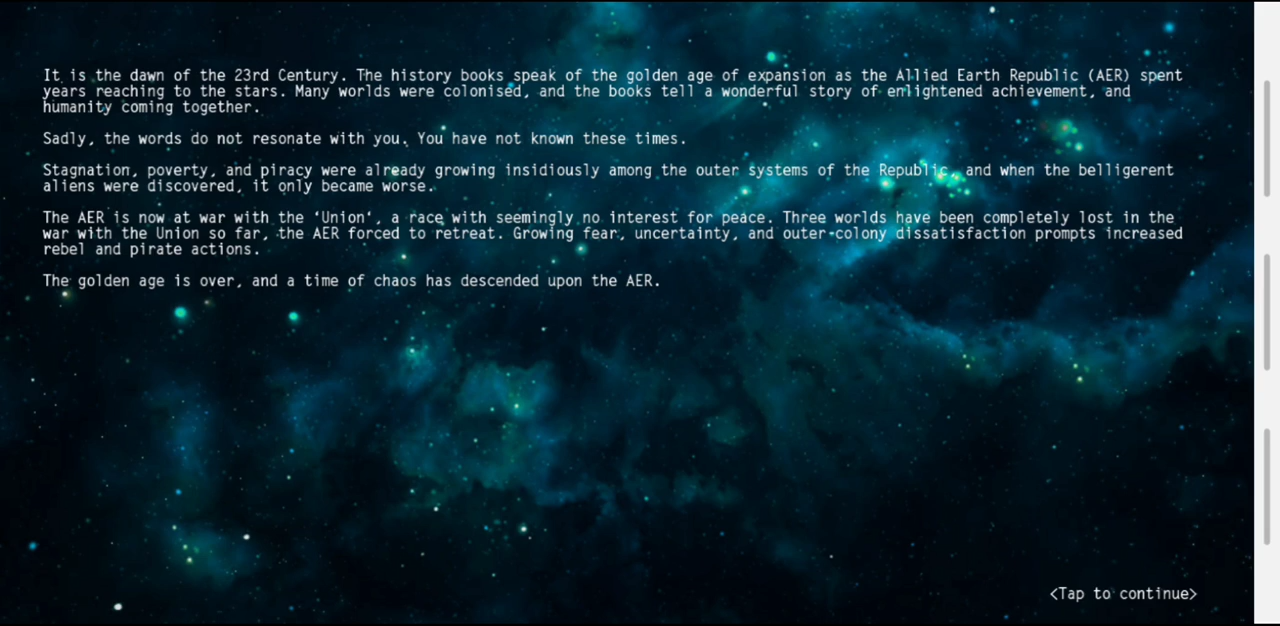 It is the dawn of the 23rd Century. The history books speak of the golden age of expansion as the Allied Earth Republic (AER) spent
years reaching to the stars. Many worlds were colonised, and the books tell a wonderful story of enlightened achievement, and
humanity coming together.
Sadly, the words do not resonate with you. You have not known these times.
Stagnation, poverty, and piracy were already growing insidiously among the outer systems of the Republic, and when the belligerent
aliens were discovered, it only became worse.
The AER is now at war with the ‘Union‘, a race with seemingly no interest for peace. Three worlds have been completely lost in the
war with the Union so far, the AER forced to retreat. Growing fear, uncertainty, and outer-colony dissatisfaction prompts increased
rebel and pirate actions.
The golden age is over, and a time of chaos has descended upon the AER.
<Tap to continue>